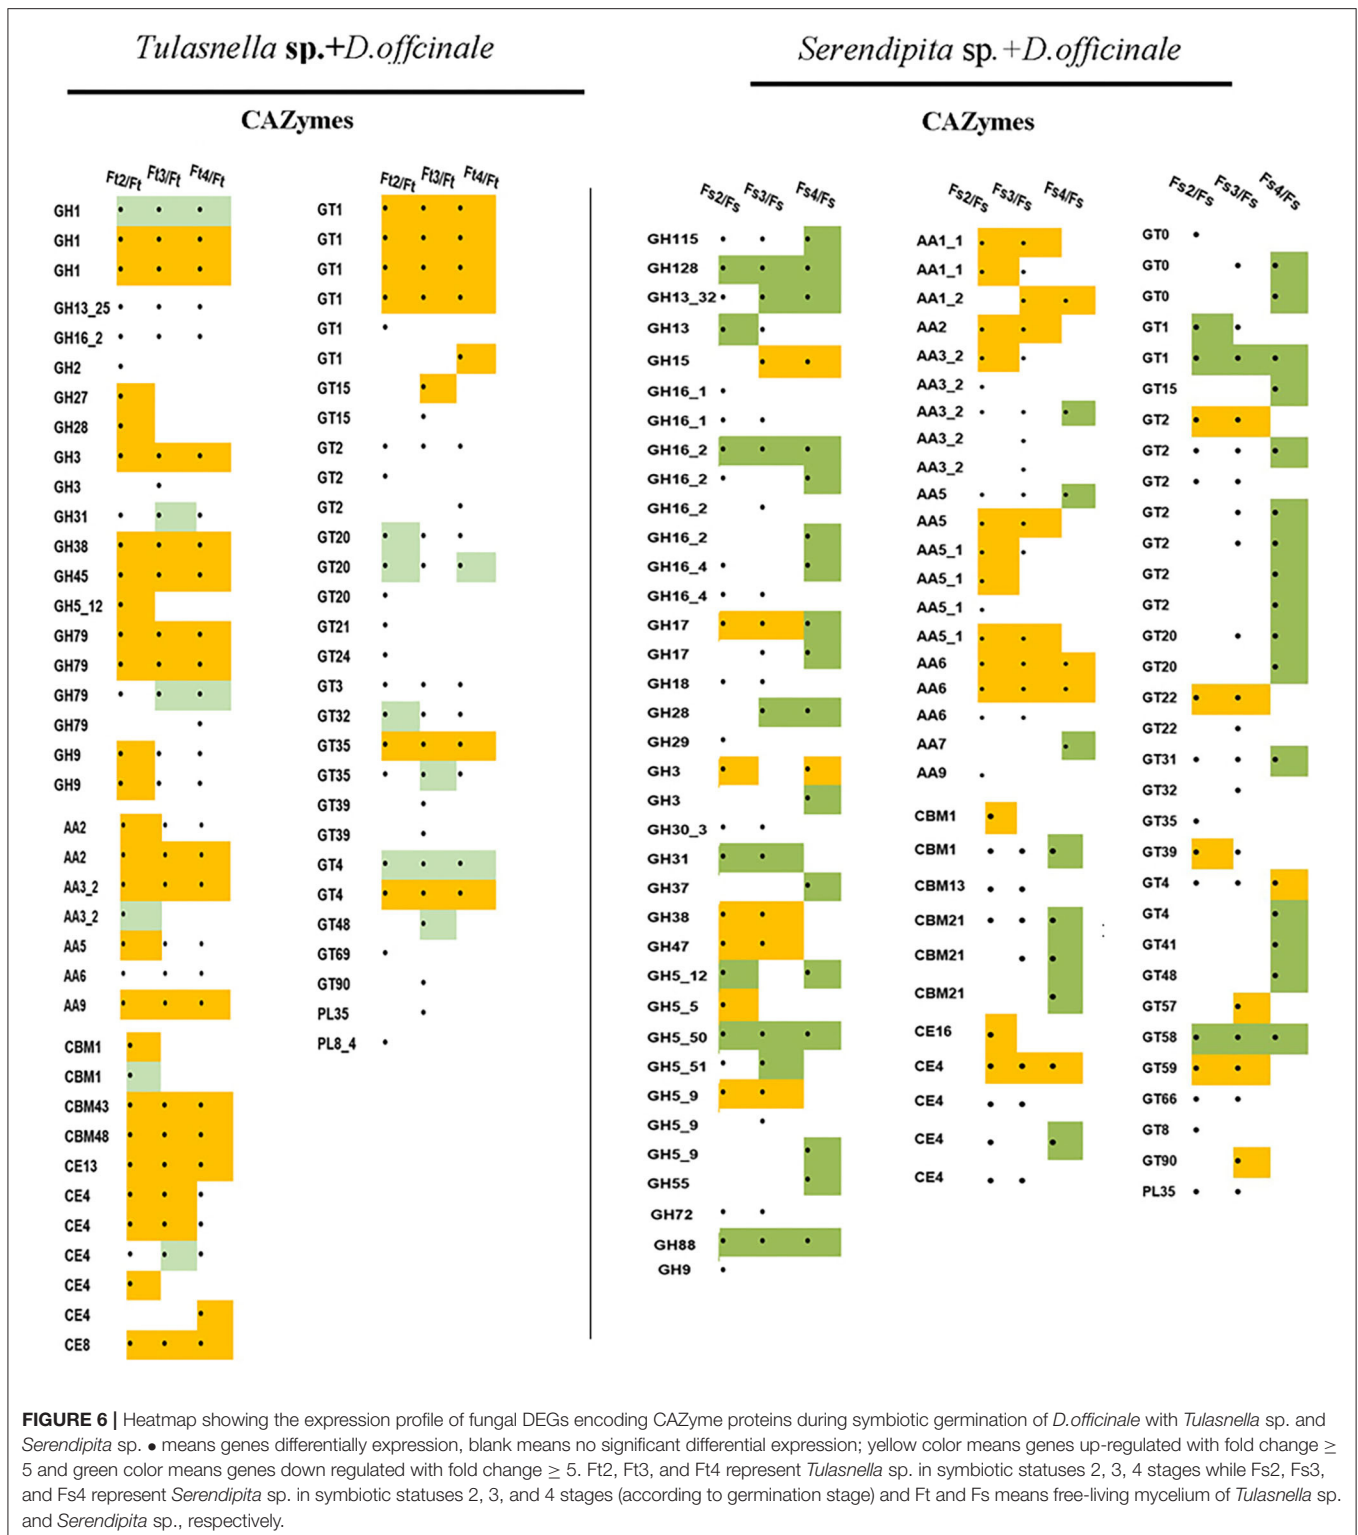 Tulasnella sp.+D.offcinale
CAZymes
Ft2/Ft Ft3/Ft Ft4/Ft
GH1
GH1
GH1
GH13_25
GH16_2
GH2
GH27
GH28
GH3
GH3
GH31
GH38
GH45
GH5_12
GH79
GH79
GH79
GH79
GH9
GH9
AA2
AA2
AA3_2
AA3_2
AA5
AA6
AA9
CBM1
CBM1
CBM43
CBM48
CE13
CE4
CE4
CE4
CE4
CE4
CE8
Ft2/Ft Ft3/Ft Ft4/Ft
GT1
GT1
GT1
GT1
GT1
GT1
GT15
GT15
GT2
GT2
GT2
GT20
GT20
GT20
GT21
GT24
GT3
GT32
GT35
GT35
GT39
GT39
GT4
GT4
GT48
GT69
GT90
PL35
PL8_4
Serendipita sp.+D.officinale
CAZymes
Fs2/Fs Fs3/Fs Fs4/Fs
GH115
GH128
GH13_32
GH13
GH15
GH16_1
GH16_1
GH16_2
GH16_2
GH16_2
GH16_2
GH16_4
GH16_4
GH17
GH17
GH18
GH28
GH29
GH3
GH3
GH30_3
GH31
GH37
GH38
GH47
GH5_12
GH5_5
GH5_50
GH5_51
GH5_9
GH5_9
GH5_9
GH55
GH72
GH88
GH9
Fs2/Fs Fs3/Fs Fs4/Fs
AA1_1
AA1_1
AA1_2
AA2
AA3_2
AA3_2
AA3_2
AA3_2
AA3_2
AA5
AA5
AA5_1
AA5_1
AA5_1
AA5_1
AA6
AA6
AA6
AA7
AA9
CBM1
CBM1
CBM13
CBM21
CBM21
CBM21
CE16
CE4
CE4
CE4
CE4
:
Fs2/Fs Fs3/Fs Fs4/Fs
GT0
GT0
GT0
GT1
GT1
GT15
GT2
GT2
GT2
GT2
GT2
GT2
GT2
GT20
GT20
GT22
GT22
GT31
GT32
GT35
GT39
GT4
GT4
GT41
GT48
GT57
GT58
GT59
GT66
GT8
GT90
PL35
FIGURE 6 | Heatmap showing the expression profile of fungal DEGs encoding CAZyme proteins during symbiotic germination of D.officinale with Tulasnella sp. and
Serendipita sp. ● means genes differentially expression, blank means no significant differential expression; yellow color means genes up-regulated with fold change ≥
5 and green color means genes down regulated with fold change ≥ 5. Ft2, Ft3, and Ft4 represent Tulasnella sp. in symbiotic statuses 2, 3, 4 stages while Fs2, Fs3,
and Fs4 represent Serendipita sp. in symbiotic statuses 2, 3, and 4 stages (according to germination stage) and Ft and Fs means free-living mycelium of Tulasnella sp.
and Serendipita sp., respectively.